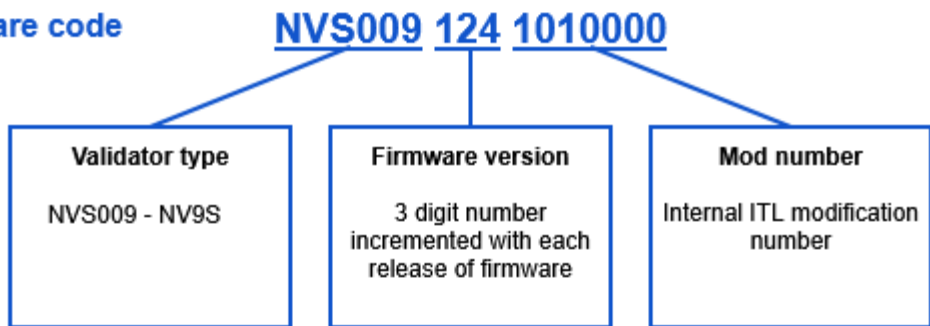 are code
NVS009 124 1010000
Validator type
NVS009 - NV9S
Firmware version
3 digit number
incremented with each
release of firmware
Mod number
Internal ITL modification
number